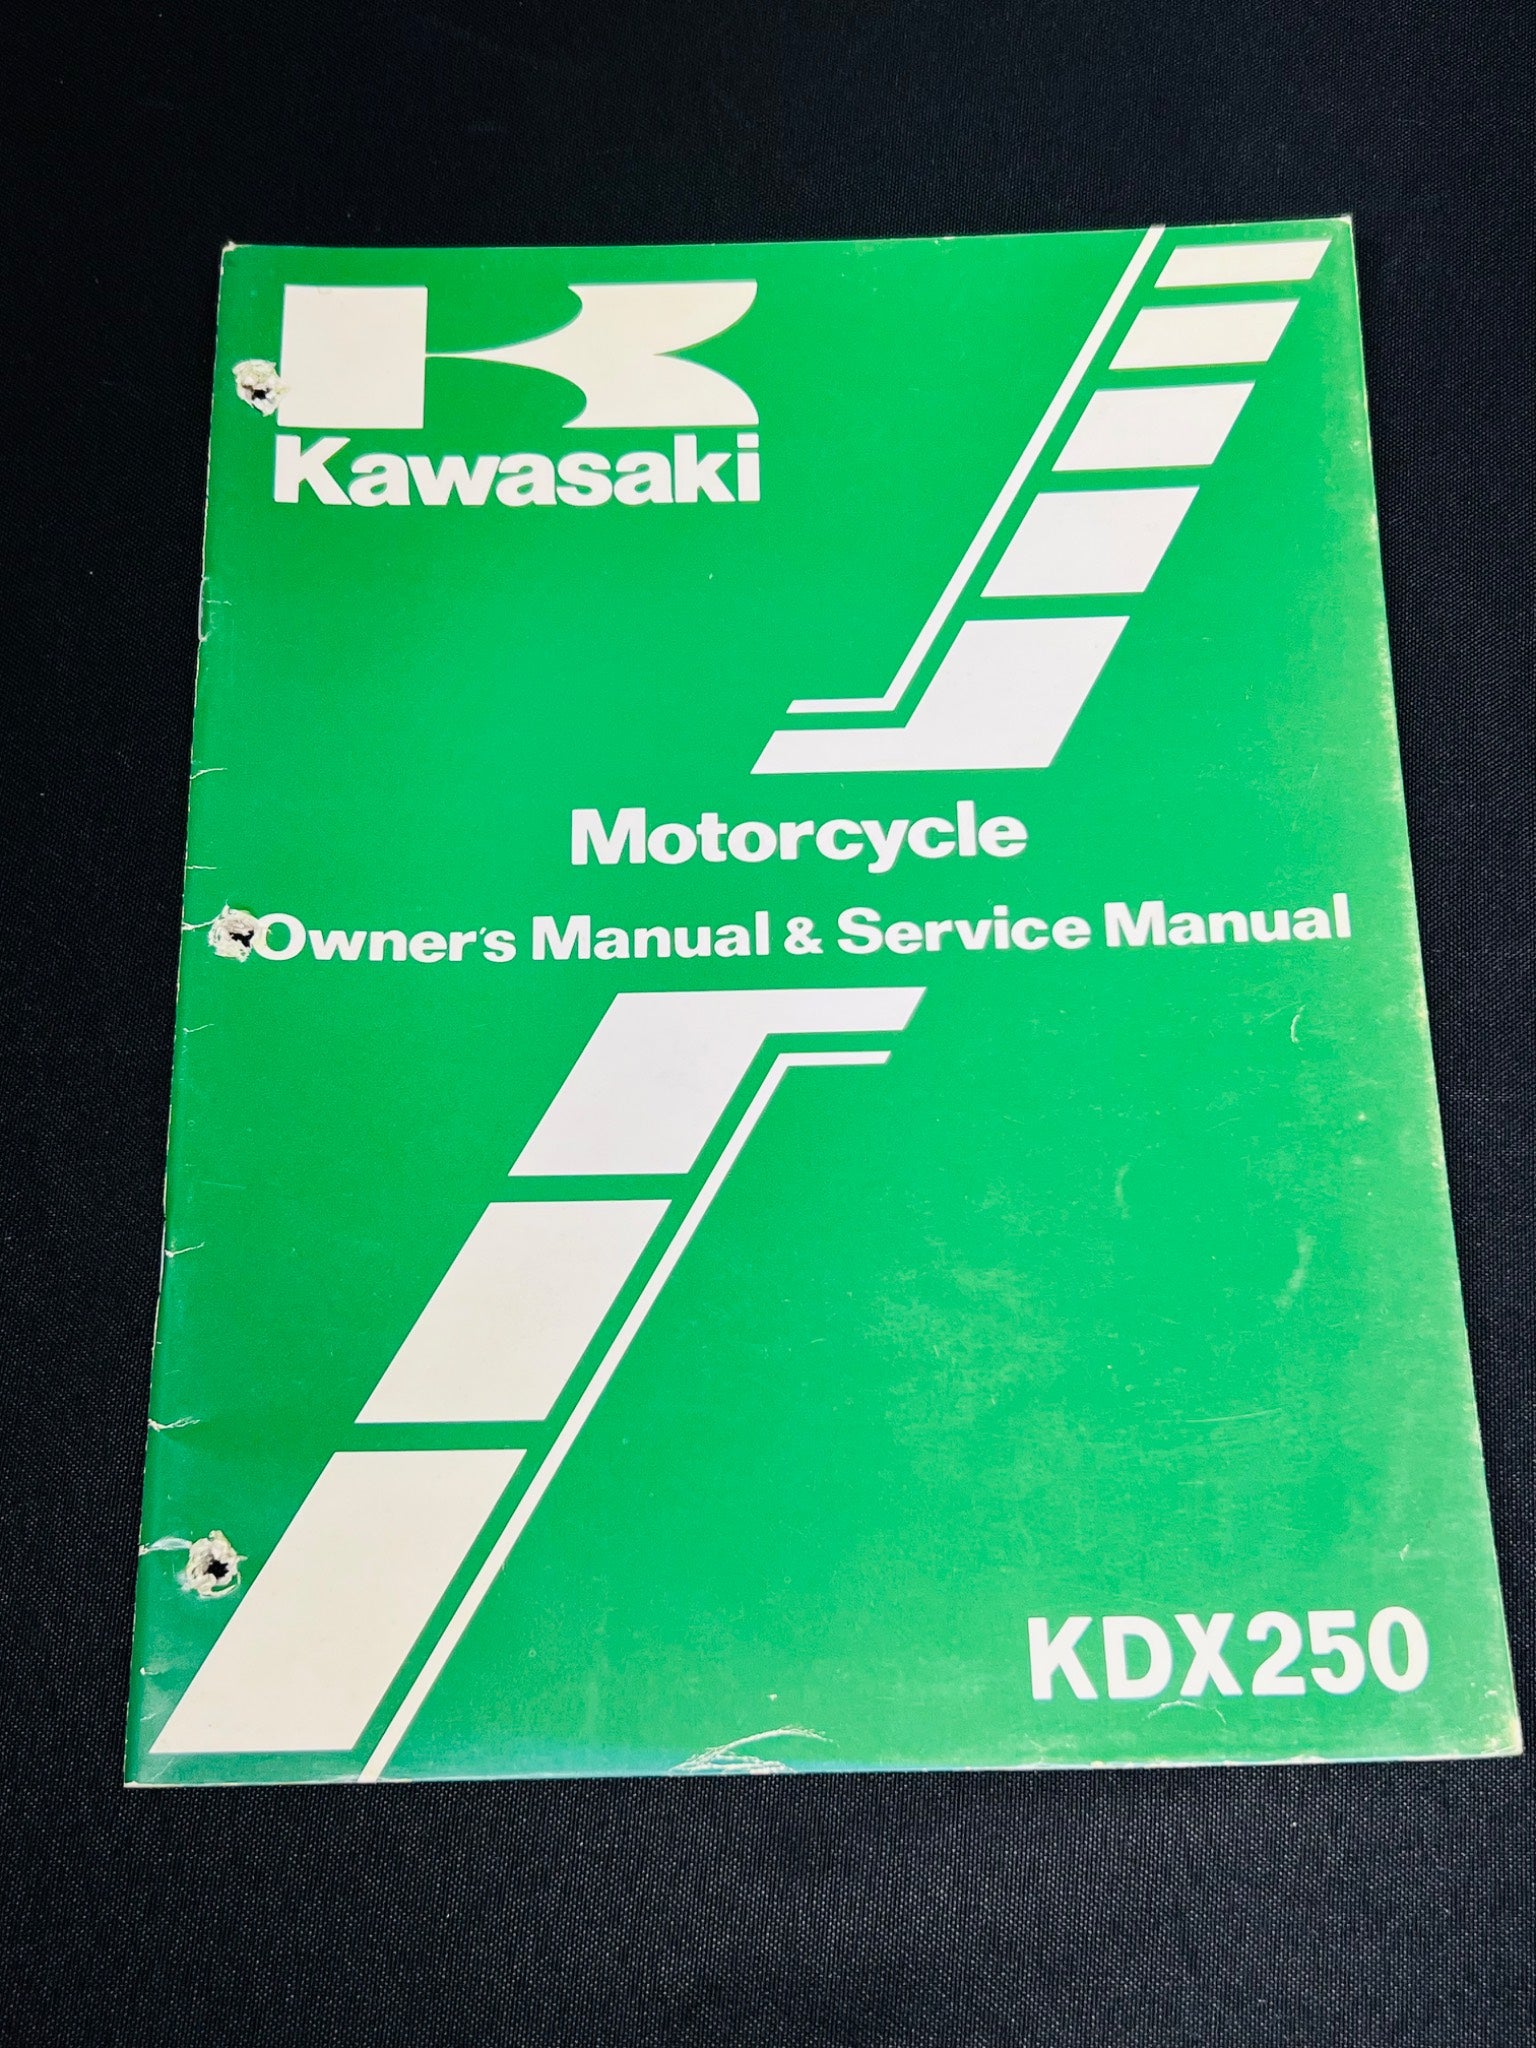 Kawasaki
Motorcycle
Owner's Manual & Service Manual
KDX250